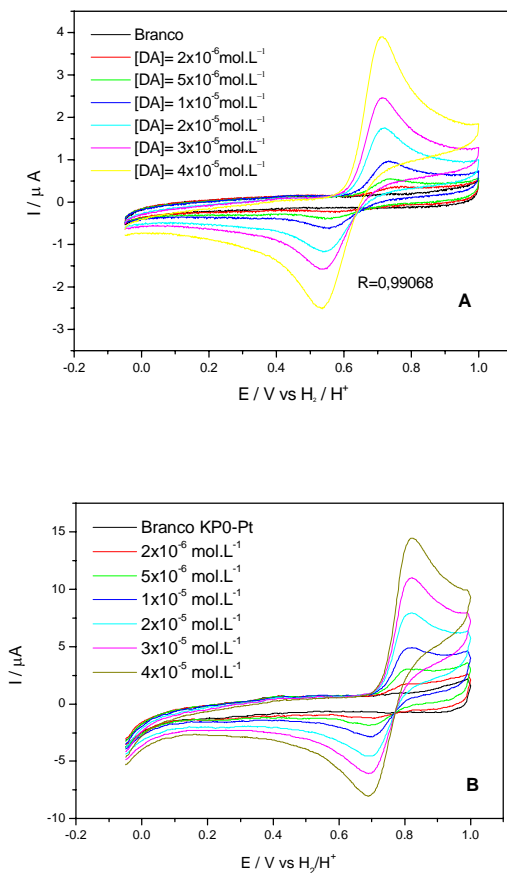 Branco
[DA]= 2x10⁻⁶mol.L⁻¹
[DA]= 5x10⁻⁶mol.L⁻¹
[DA]= 1x10⁻⁵mol.L⁻¹
[DA]= 2x10⁻⁵mol.L⁻¹
[DA]= 3x10⁻⁵mol.L⁻¹
[DA]= 4x10⁻⁵mol.L⁻¹
4
3
2
1
0
-1
-2
-3
I / μ A
R=0,99068
A
-0.2 0.0 0.2 0.4 0.6 0.8 1.0
E / V vs H₂ / H⁺
Branco KP0-Pt
2x10⁻⁶ mol.L⁻¹
5x10⁻⁶ mol.L⁻¹
1x10⁻⁵ mol.L⁻¹
2x10⁻⁵ mol.L⁻¹
3x10⁻⁵ mol.L⁻¹
4x10⁻⁵ mol.L⁻¹
15
10
5
0
-5
-10
I / μA
B
-0.2 0.0 0.2 0.4 0.6 0.8 1.0
E / V vs H₂/H⁺